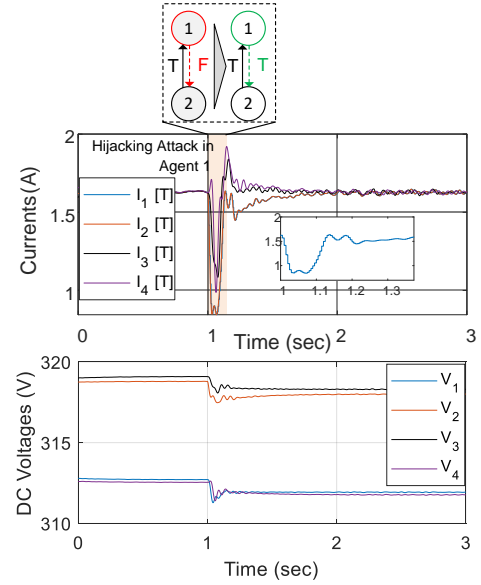 1 1
T F T T
2 2
Hijacking Attack in
Agent 1
I1 [T]
I2 [T]
I3 [T]
I4 [T]
Currents(A)
2
1.5
1
0 1 2 3
Time (sec)
2
1.5
1
1 1.1 1.2 1.3
320
315
310
DC Voltages (V)
V1
V2
V3
V4
0 1 2 3
Time (sec)